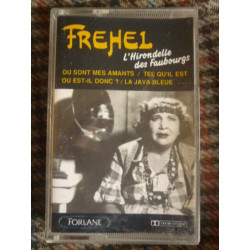 FREHEL
L'Hirondelle
des Faubourgs
OU SONT MES AMANTS / TEL QU'IL EST
OU EST-IL DONC ? / LA JAVA BLEUE
FORLANE